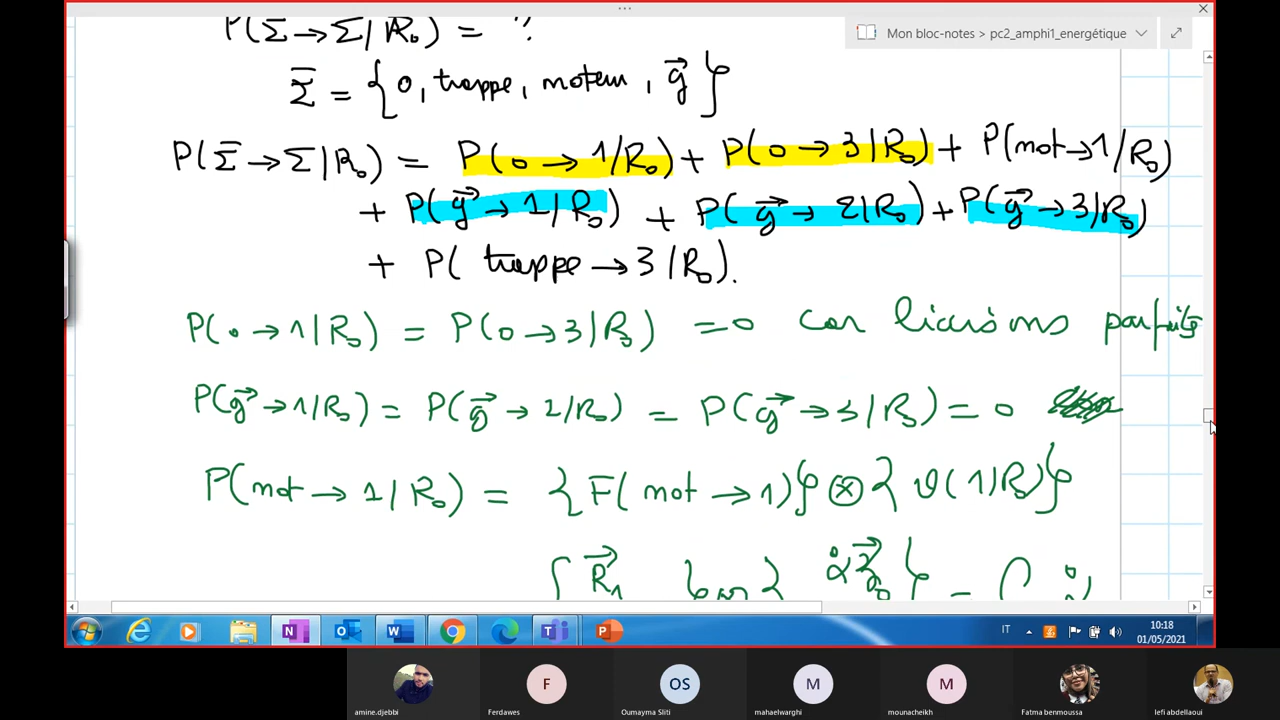 P(Σ̄→Σ/R₀) = ?
Mon bloc-notes > pc2_amphi1_energétique
Σ̄ = {0, trappe, moteur, g⃗}
P(Σ̄→Σ/R₀) = P(0→1/R₀) + P(0→3/R₀) + P(mot→1/R₀)
+ P(g⃗→1/R₀) + P(g⃗→2/R₀) + P(g⃗→3/R₀)
+ P(trappe→3/R₀).
P(0→1/R₀) = P(0→3/R₀) = 0 car liaisons parfaites
P(g⃗→1/R₀) = P(g⃗→2/R₀) = P(g⃗→3/R₀) = 0
P(mot→1/R₀) = {F(mot→1)} ⊗ {ϑ(1/R₀)}
{R⃗₁
IT
10:18
01/05/2021
F
OS
M
M
amine.djebbi
Ferdawes
Oumayma Sliti
mahaelwarghi
mounacheikh
Fatma benmoussa
lefi abdellaoui